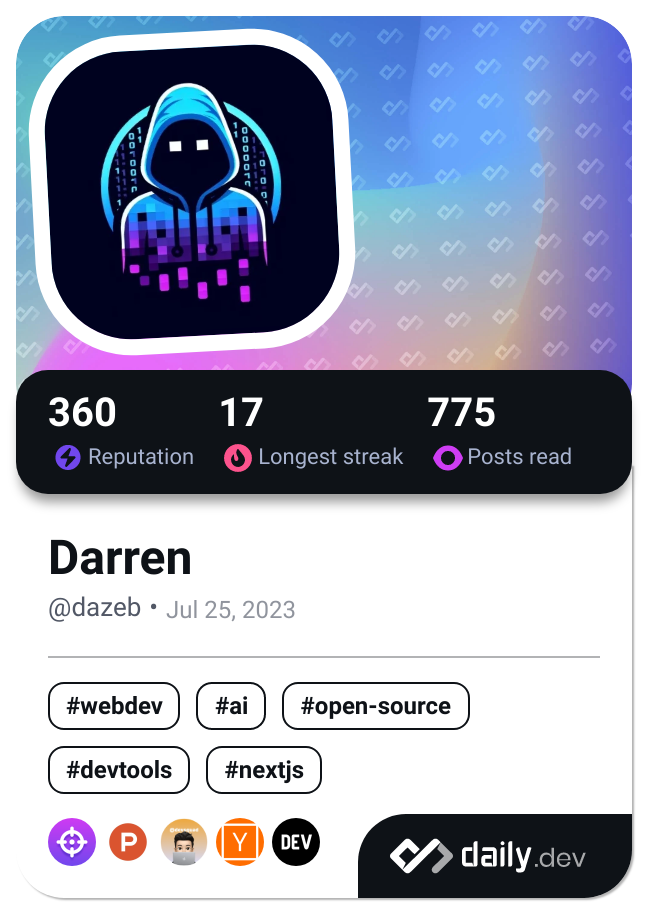 360 17 775
Reputation Longest streak Posts read
Darren
@dazeb • Jul 25, 2023
#webdev #ai #open-source
#devtools #nextjs
P Y DEV
daily.dev